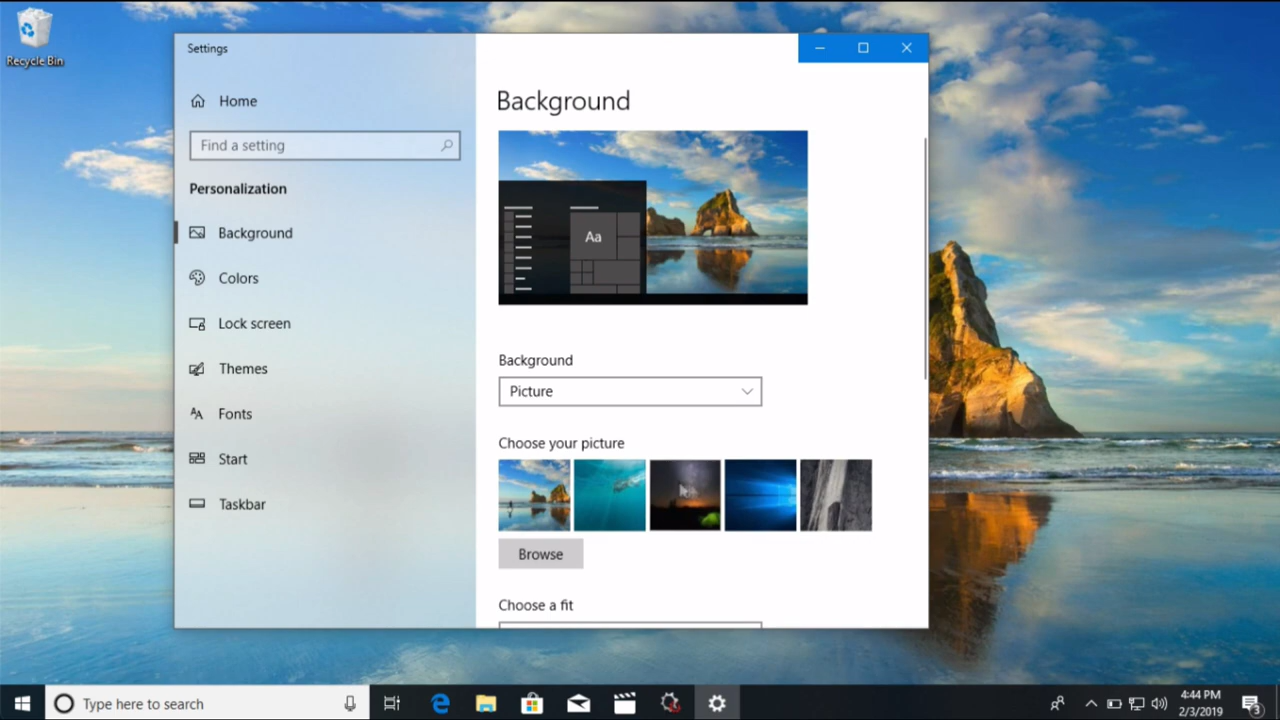 Recycle Bin
Settings
Home
Find a setting
Personalization
Background
Colors
Lock screen
Themes
Fonts
Start
Taskbar
Background
Aa
Background
Picture
Choose your picture
Browse
Choose a fit
Type here to search
4:44 PM
2/3/2019
3